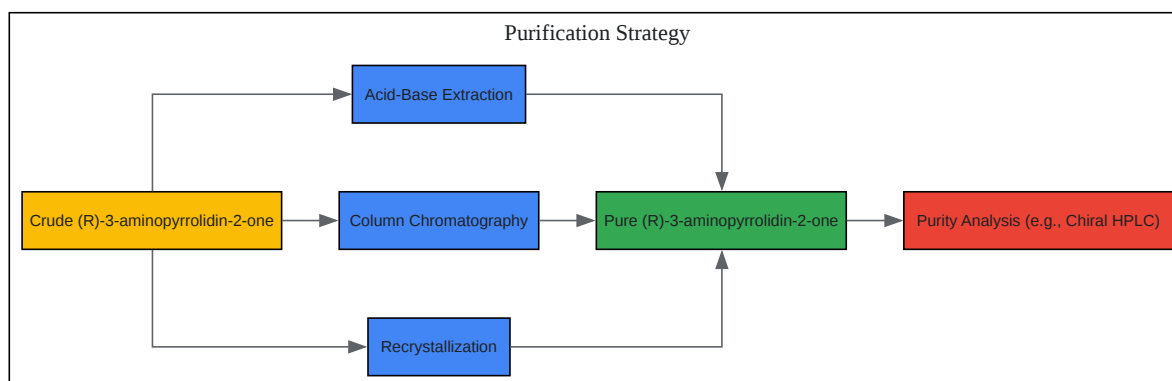 Purification Strategy
Acid-Base Extraction
Crude (R)-3-aminopyrrolidin-2-one
Column Chromatography
Pure (R)-3-aminopyrrolidin-2-one
Purity Analysis (e.g., Chiral HPLC)
Recrystallization